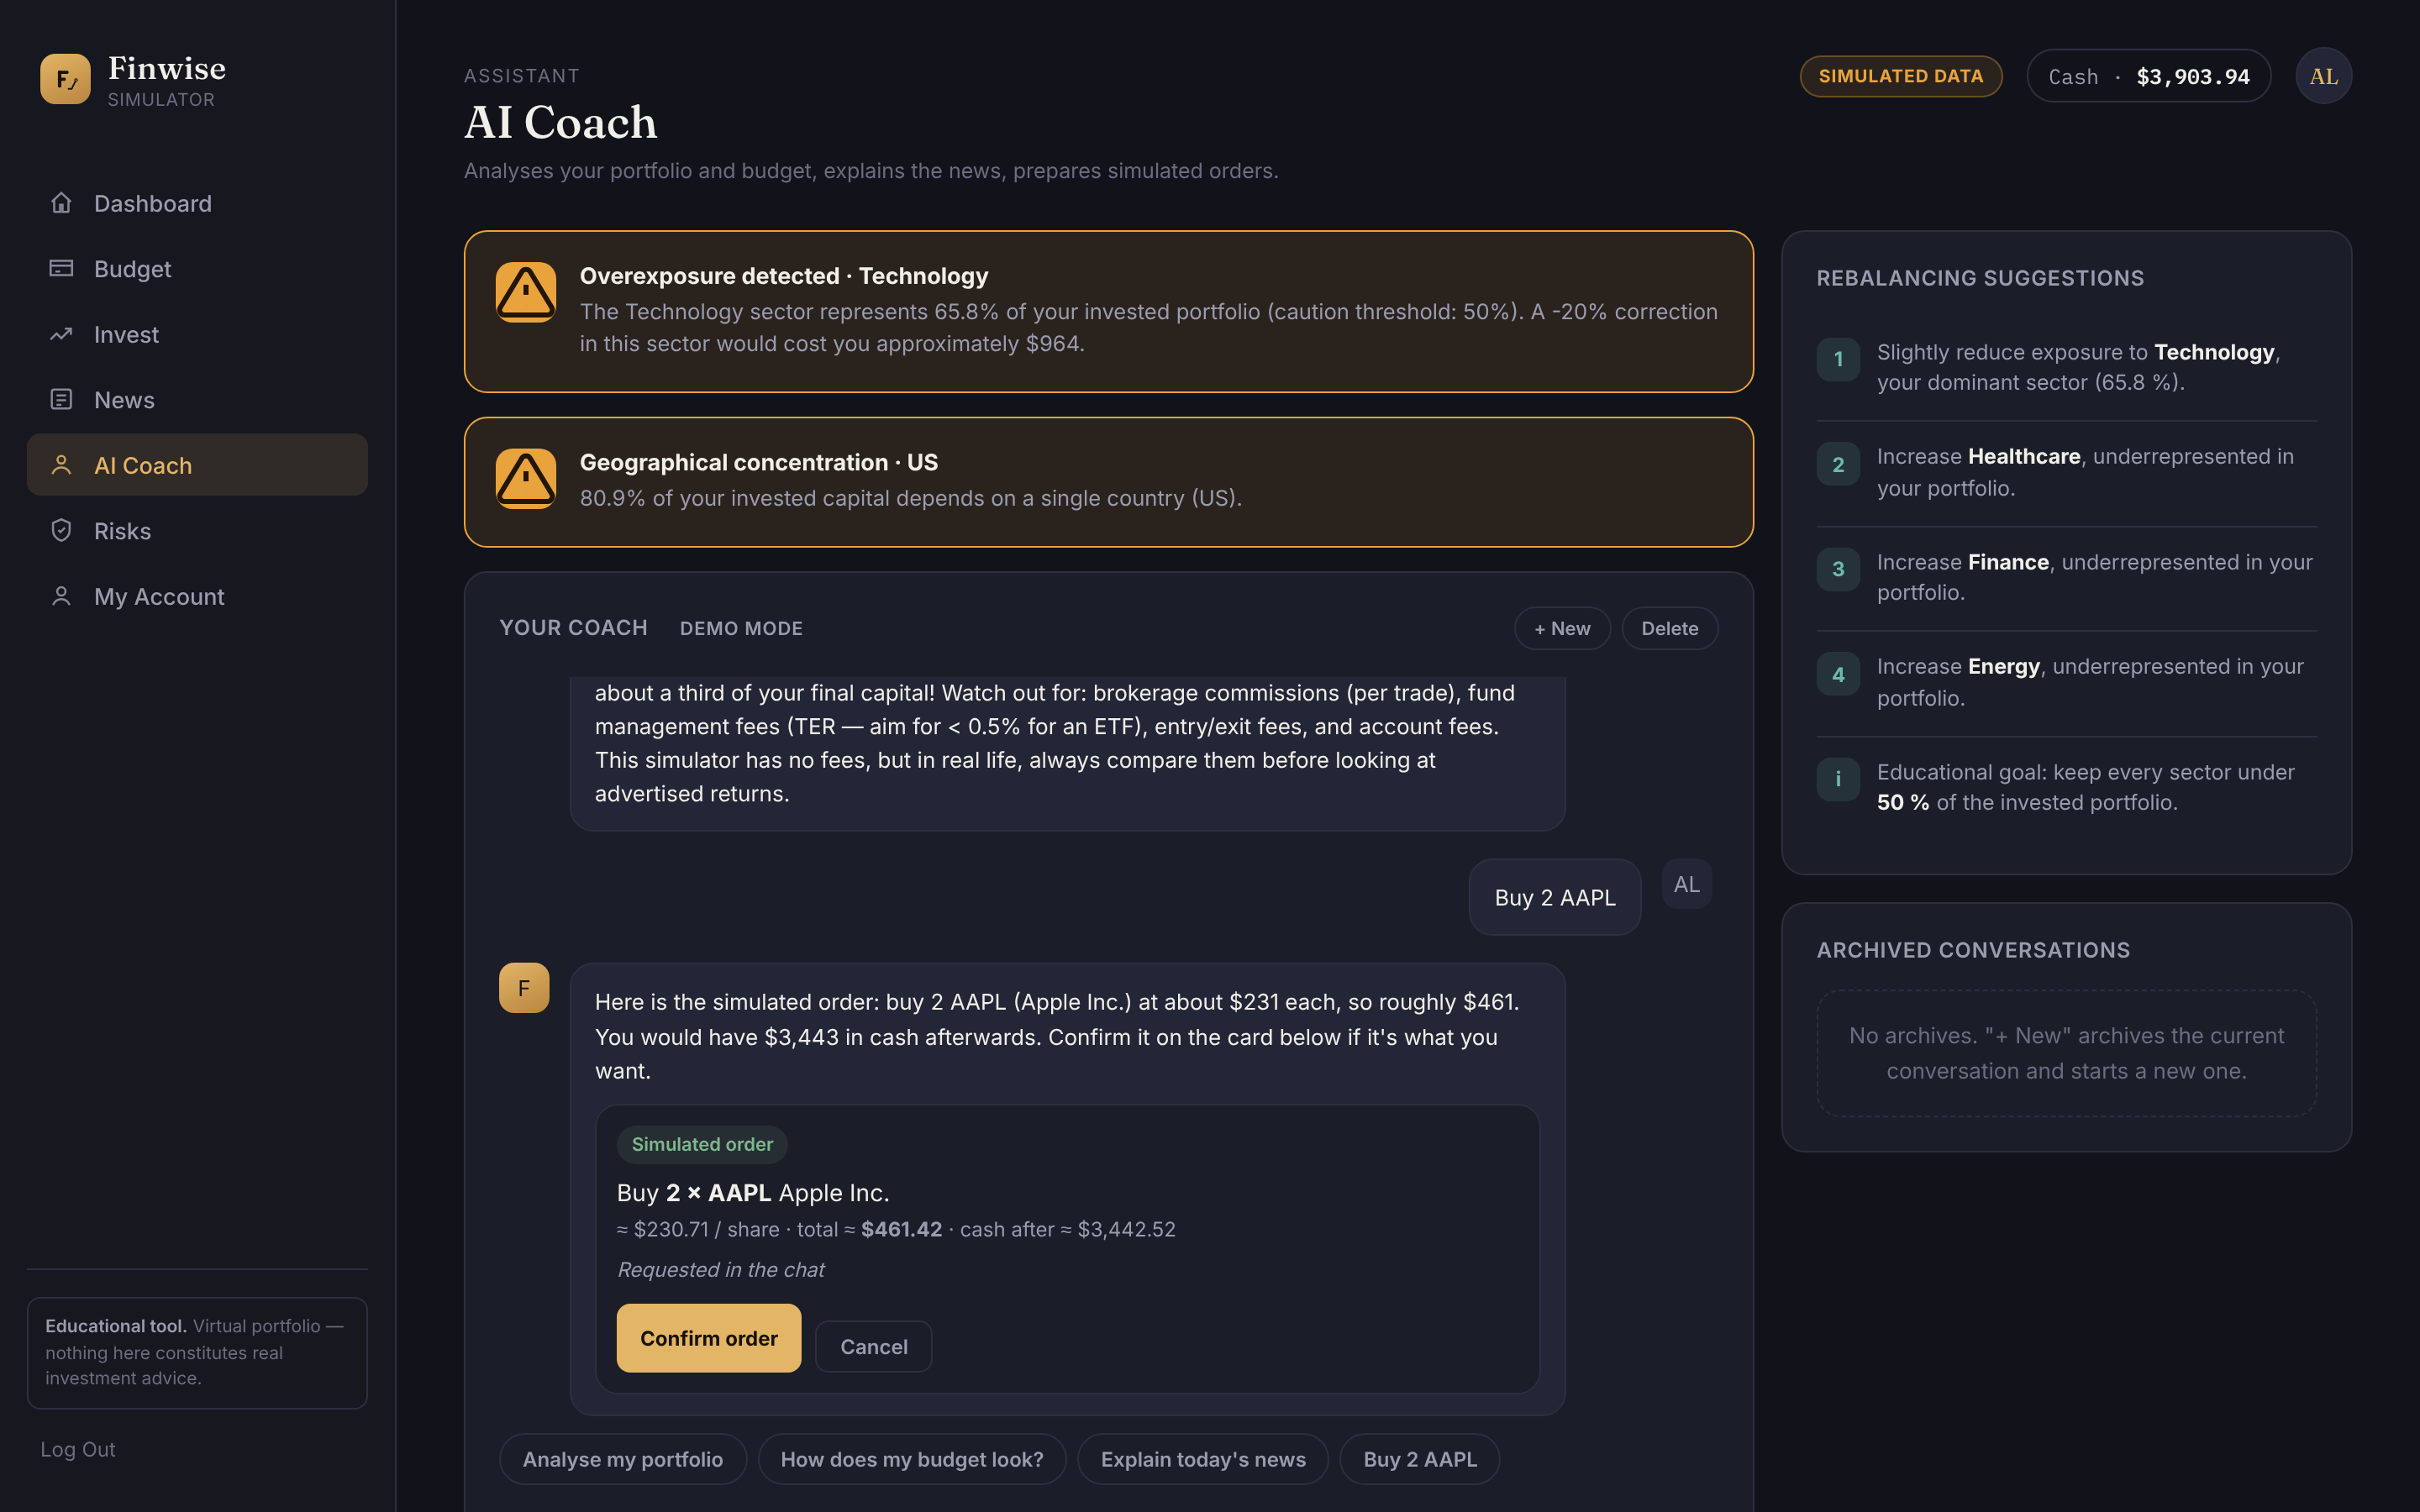 Finwise
SIMULATOR
Dashboard
Budget
Invest
News
AI Coach
Risks
My Account
Educational tool. Virtual portfolio —
nothing here constitutes real
investment advice.
Log Out
ASSISTANT
AI Coach
Analyses your portfolio and budget, explains the news, prepares simulated orders.
SIMULATED DATA
Cash · $3,903.94
AL
Overexposure detected · Technology
The Technology sector represents 65.8% of your invested portfolio (caution threshold: 50%). A -20% correction
in this sector would cost you approximately $964.
Geographical concentration · US
80.9% of your invested capital depends on a single country (US).
YOUR COACH
DEMO MODE
+ New
Delete
about a third of your final capital! Watch out for: brokerage commissions (per trade), fund
management fees (TER — aim for < 0.5% for an ETF), entry/exit fees, and account fees.
This simulator has no fees, but in real life, always compare them before looking at
advertised returns.
Buy 2 AAPL
AL
F
Here is the simulated order: buy 2 AAPL (Apple Inc.) at about $231 each, so roughly $461.
You would have $3,443 in cash afterwards. Confirm it on the card below if it's what you
want.
Simulated order
Buy 2 × AAPL Apple Inc.
≈ $230.71 / share · total ≈ $461.42 · cash after ≈ $3,442.52
Requested in the chat
Confirm order
Cancel
Analyse my portfolio
How does my budget look?
Explain today's news
Buy 2 AAPL
REBALANCING SUGGESTIONS
1
Slightly reduce exposure to Technology,
your dominant sector (65.8 %).
2
Increase Healthcare, underrepresented in
your portfolio.
3
Increase Finance, underrepresented in your
portfolio.
4
Increase Energy, underrepresented in your
portfolio.
i
Educational goal: keep every sector under
50 % of the invested portfolio.
ARCHIVED CONVERSATIONS
No archives. "+ New" archives the current
conversation and starts a new one.